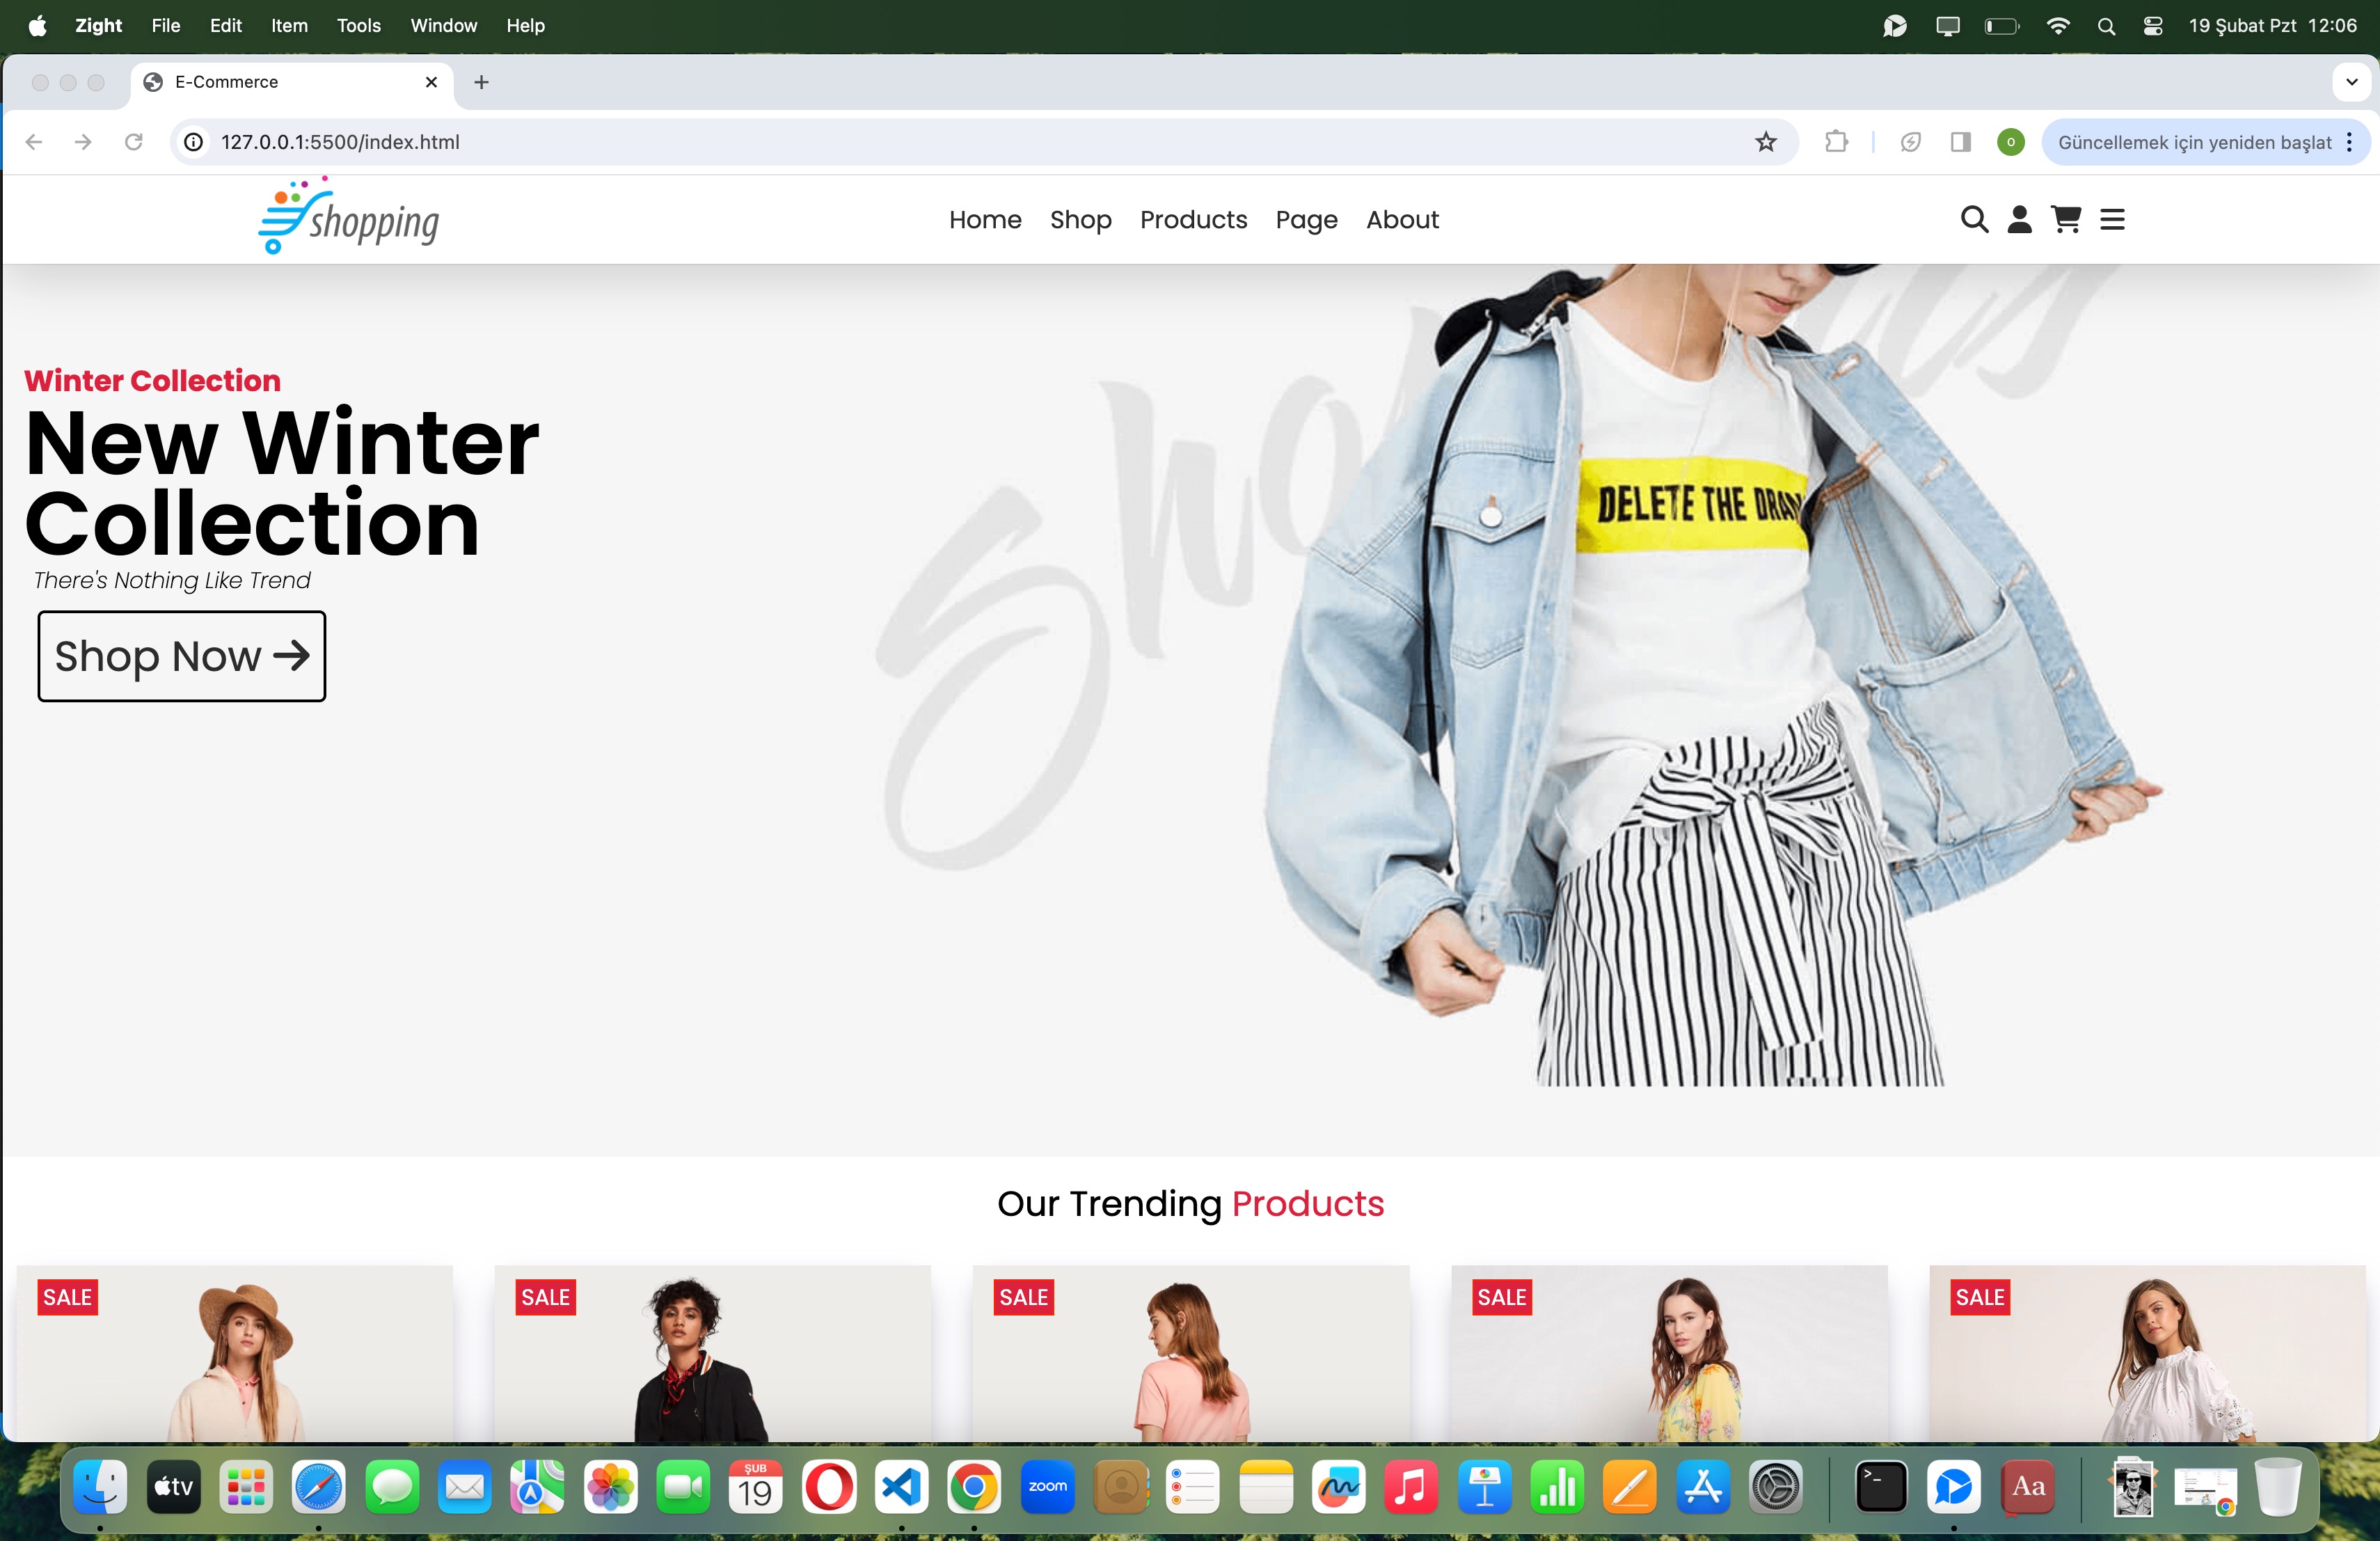 Zight File Edit Item Tools Window Help 19 Şubat Pzt 12:06
E-Commerce
127.0.0.1:5500/index.html Güncellemek için yeniden başlat
shopping Home Shop Products Page About
Winter Collection
New Winter
Collection
There's Nothing Like Trend
Shop Now
DELETE THE
Our Trending Products
SALE SALE SALE SALE SALE
tv ŞUB 19 zoom Aa